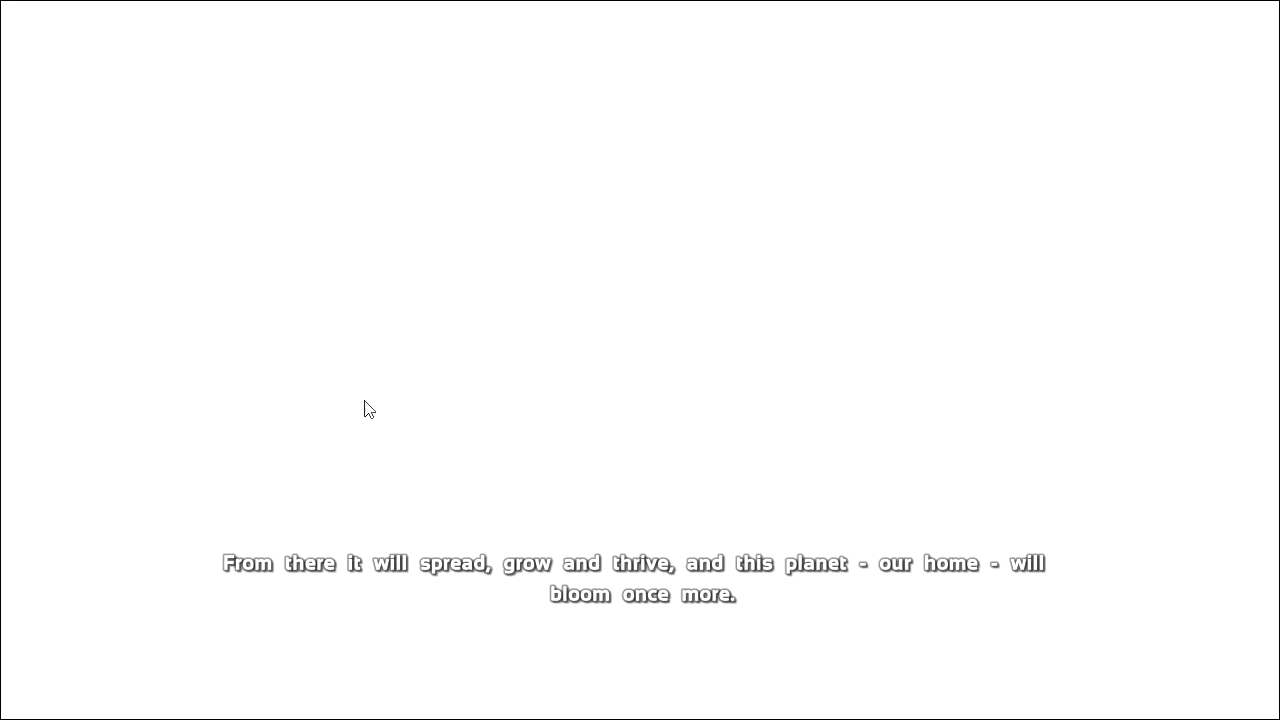 From there it will spread, grow and thrive, and this planet - our home - will
bloom once more.